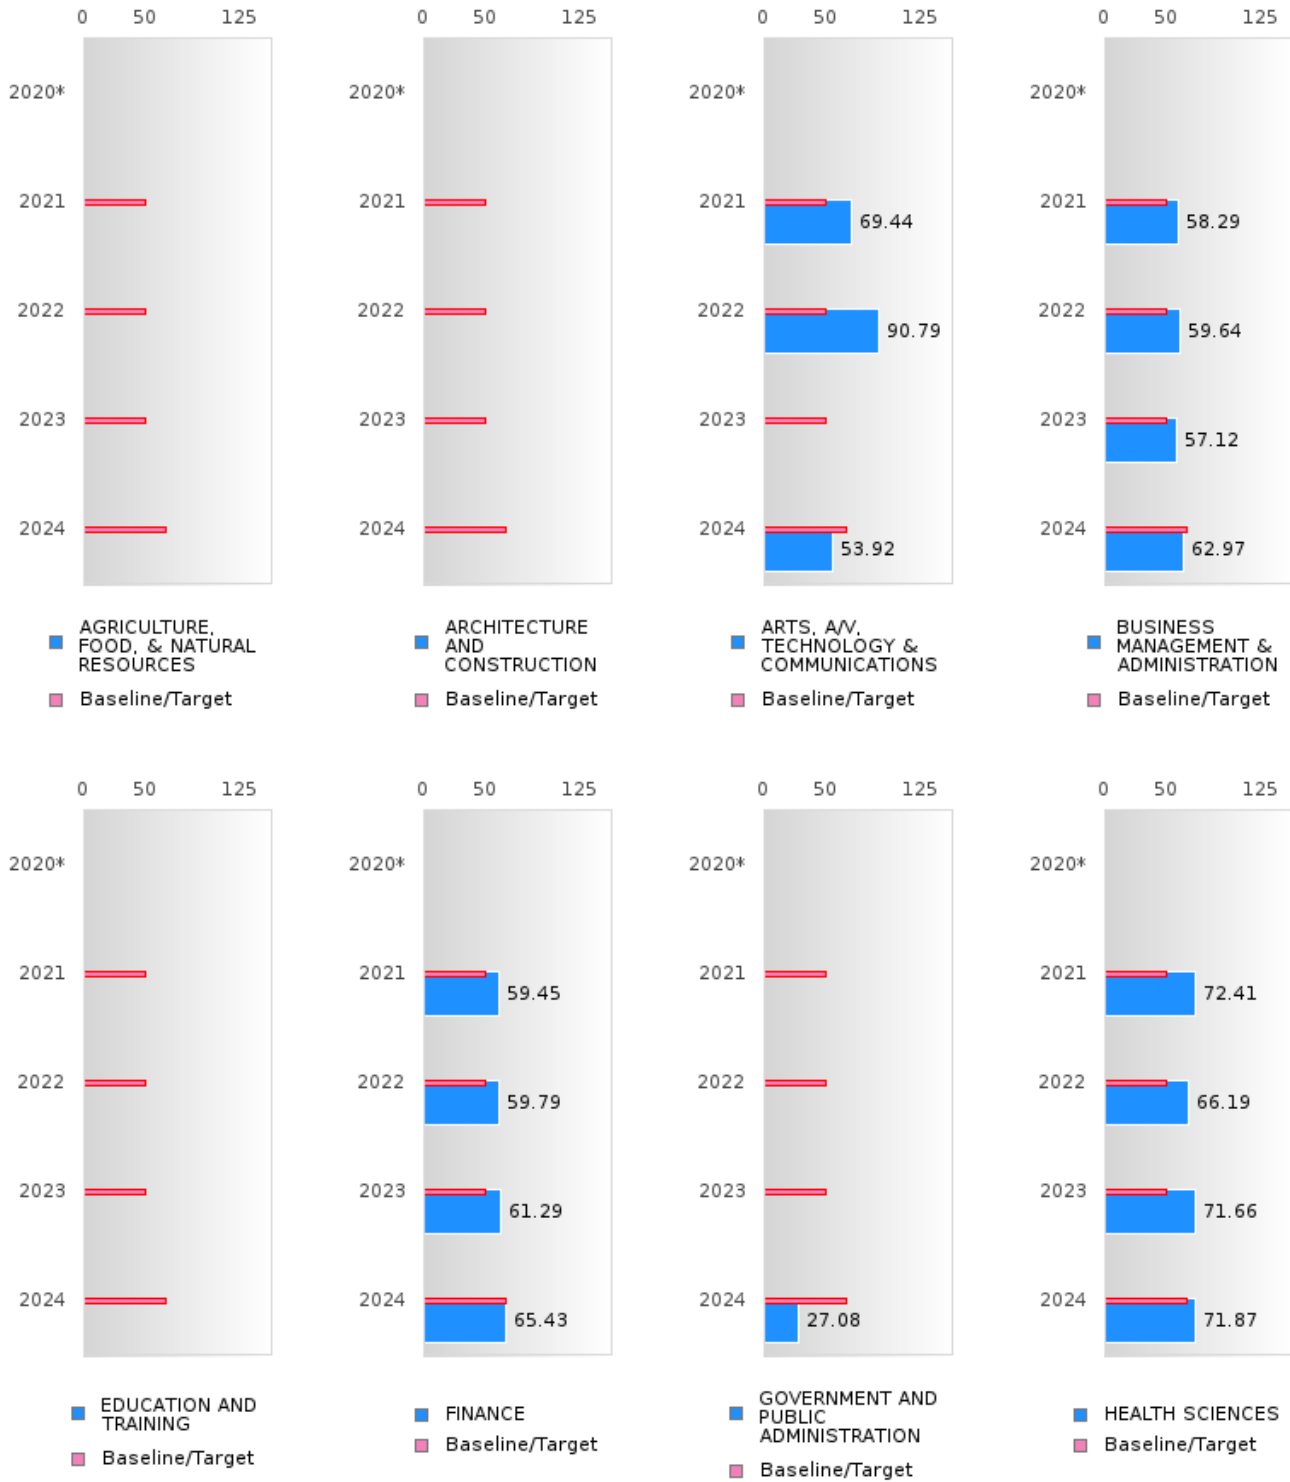 0 50 125
2020*
2021
2022
2023
2024
AGRICULTURE,
FOOD, & NATURAL
RESOURCES
Baseline/Target
0 50 125
2020*
2021
2022
2023
2024
ARCHITECTURE
AND
CONSTRUCTION
Baseline/Target
0 50 125
2020*
2021
69.44
2022
90.79
2023
2024
53.92
ARTS, A/V,
TECHNOLOGY &
COMMUNICATIONS
Baseline/Target
0 50 125
2020*
2021
58.29
2022
59.64
2023
57.12
2024
62.97
BUSINESS
MANAGEMENT &
ADMINISTRATION
Baseline/Target
0 50 125
2020*
2021
2022
2023
2024
EDUCATION AND
TRAINING
Baseline/Target
0 50 125
2020*
2021
59.45
2022
59.79
2023
61.29
2024
65.43
FINANCE
Baseline/Target
0 50 125
2020*
2021
2022
2023
2024
27.08
GOVERNMENT AND
PUBLIC
ADMINISTRATION
Baseline/Target
0 50 125
2020*
2021
72.41
2022
66.19
2023
71.66
2024
71.87
HEALTH SCIENCES
Baseline/Target